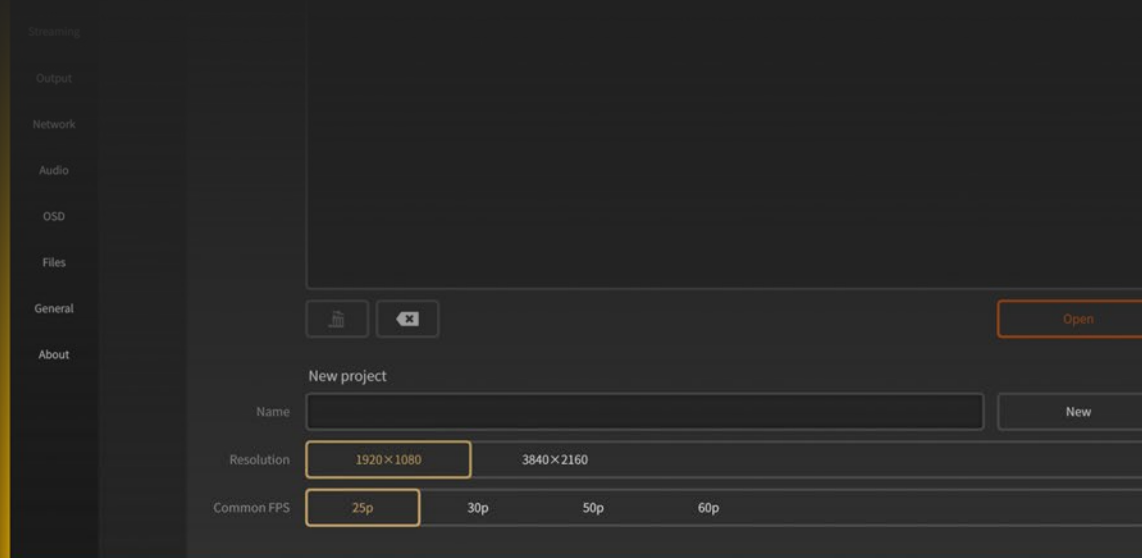 Streaming
Output
Network
Audio
OSD
Files
General
About
Open
New project
Name
New
Resolution
1920×1080
3840×2160
Common FPS
25p
30p
50p
60p